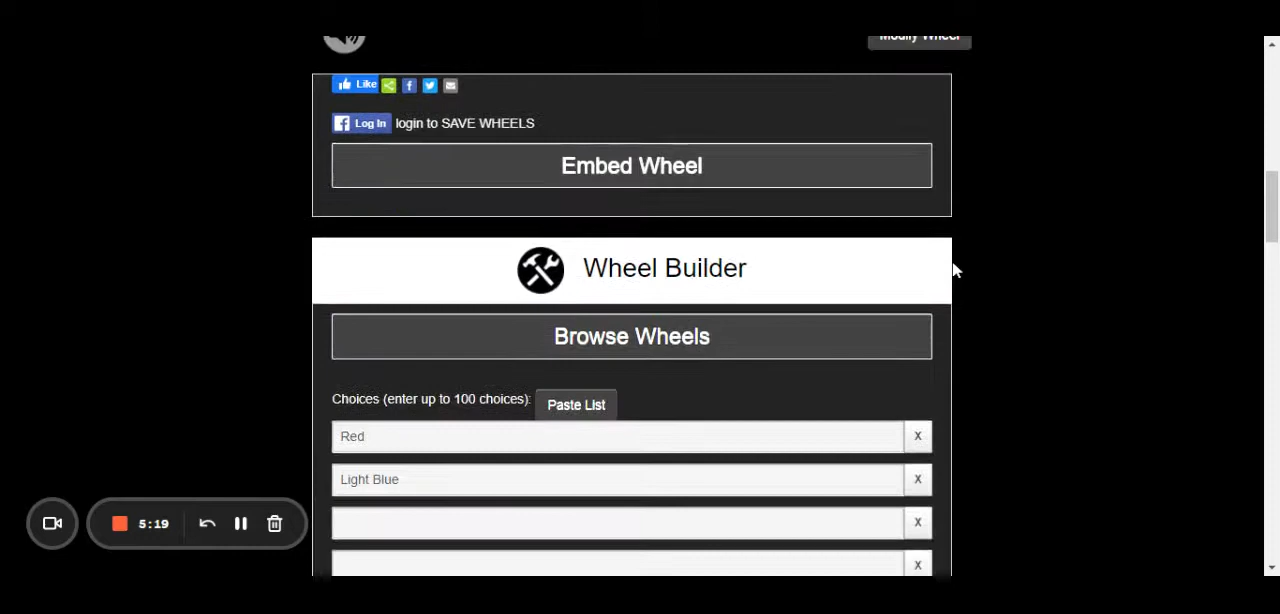 Modify Wheel
Like
Log In login to SAVE WHEELS
Embed Wheel
Wheel Builder
Browse Wheels
Choices (enter up to 100 choices): Paste List
Red X
Light Blue X
X
X
5:19